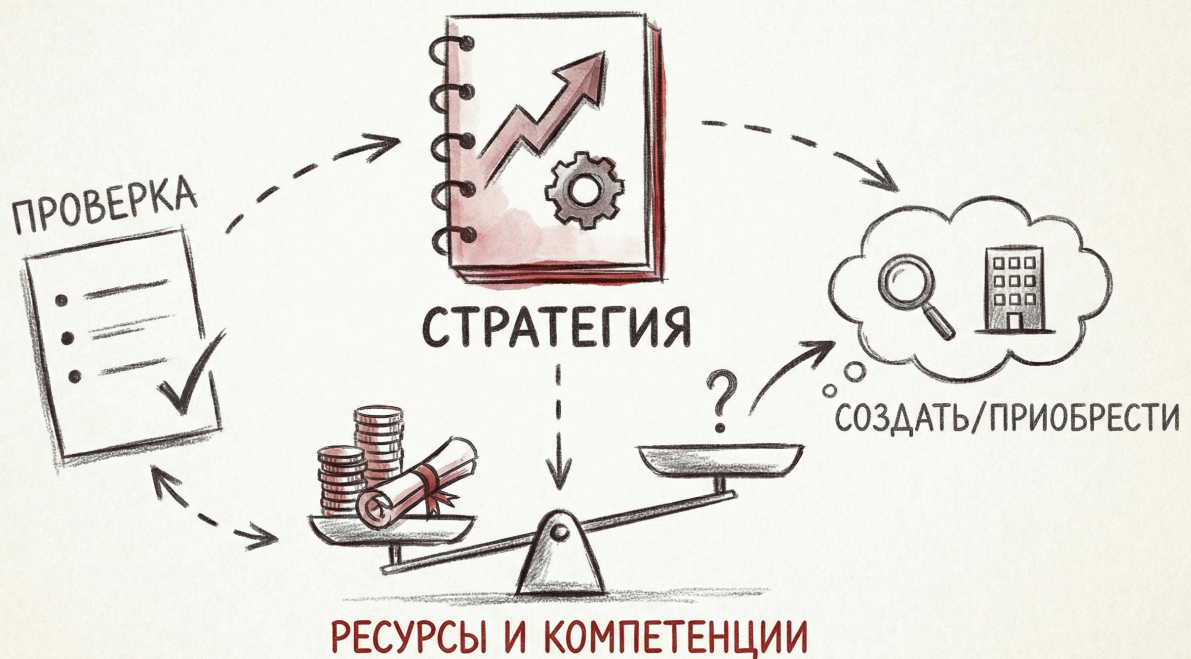 ПРОВЕРКА
СТРАТЕГИЯ
?
СОЗДАТЬ/ПРИОБРЕСТИ
РЕСУРСЫ И КОМПЕТЕНЦИИ